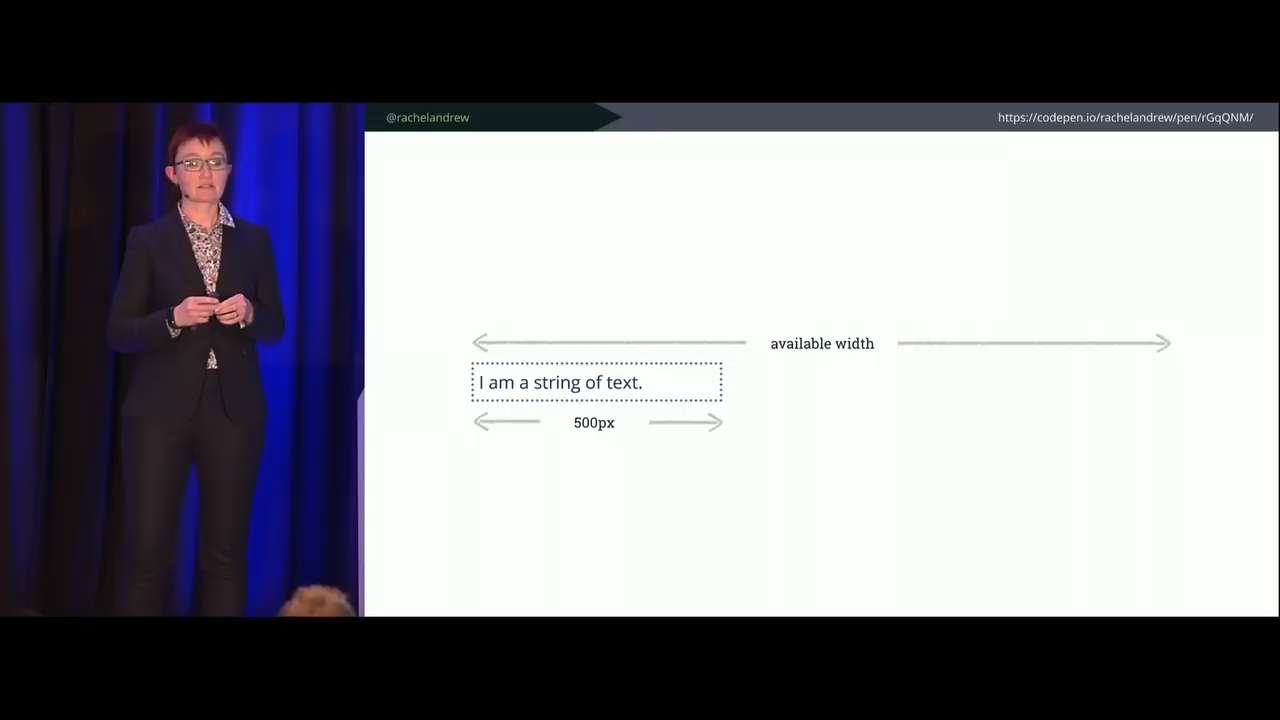 @rachelandrew
https://codepen.io/rachelandrew/pen/rGqQNM/
available width
I am a string of text.
500px